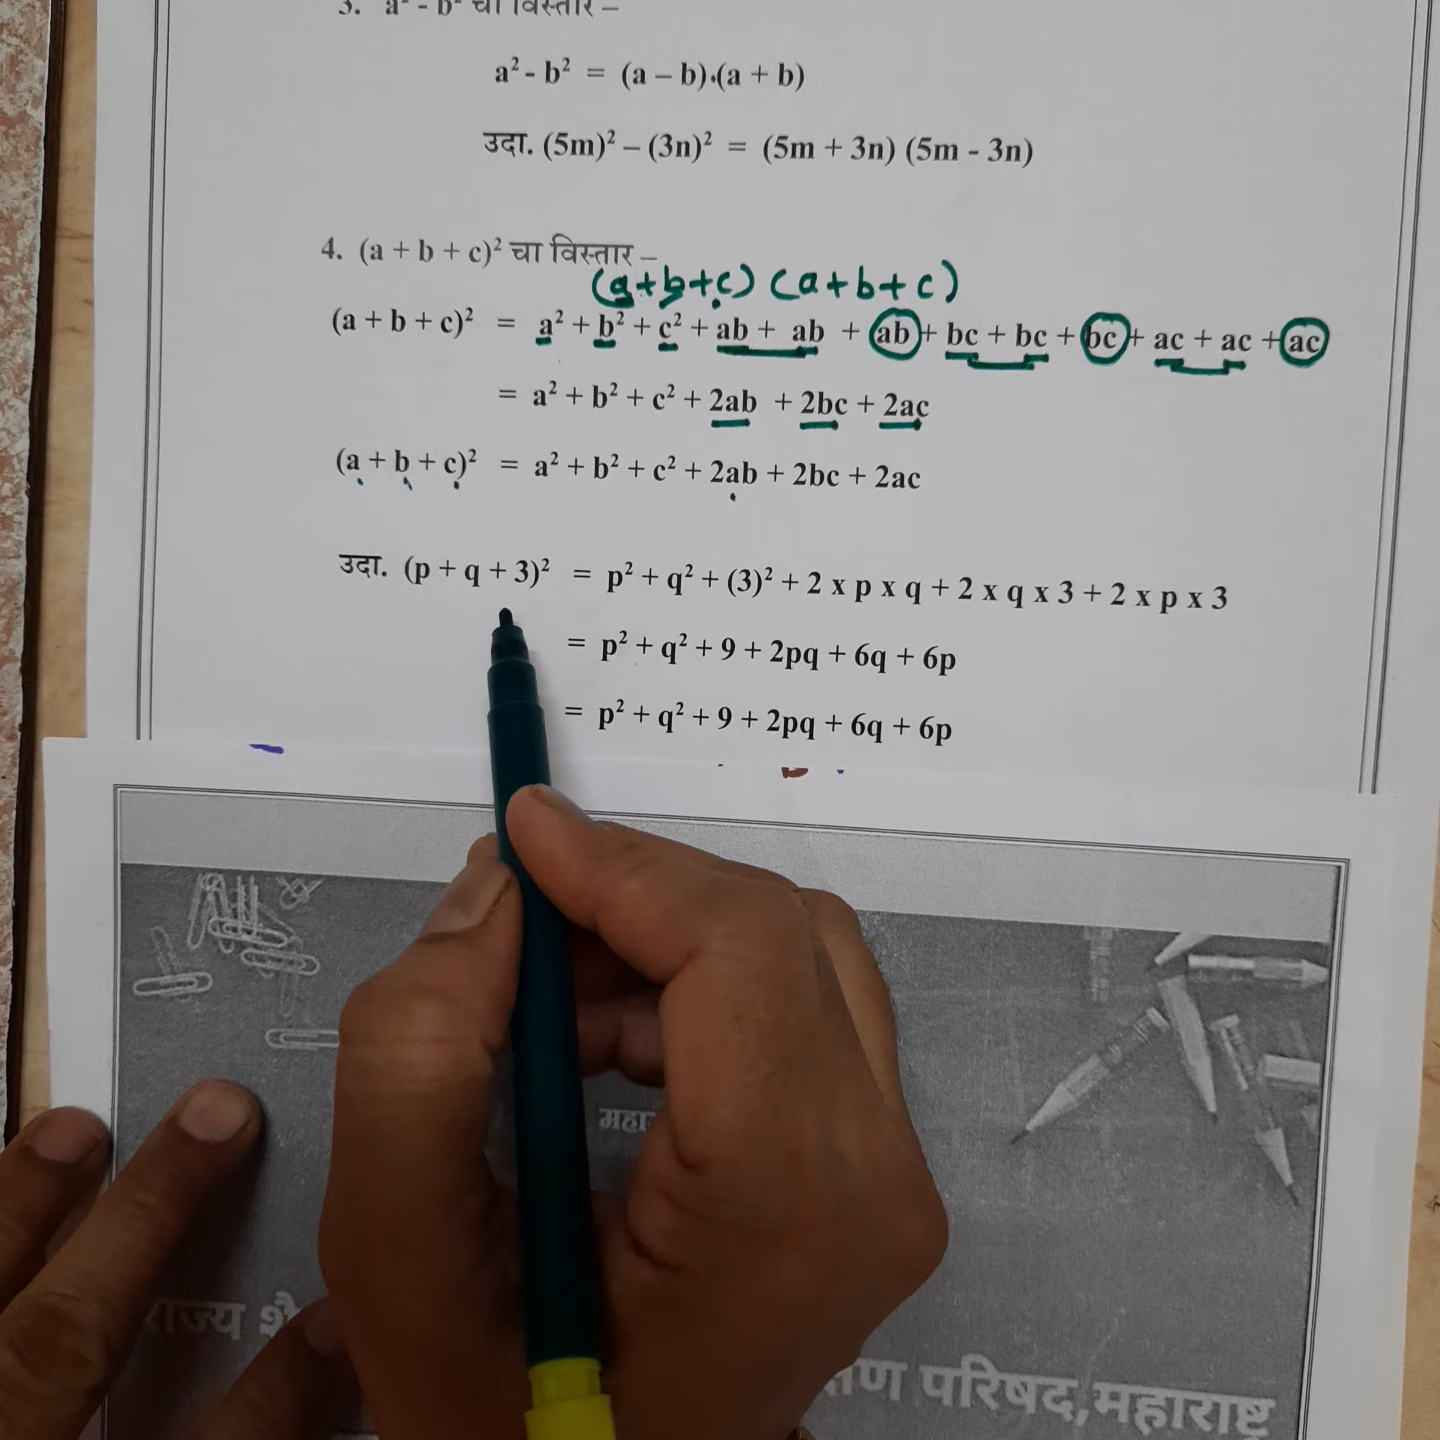 3. a² - b² चा विस्तार –
a² - b² = (a – b).(a + b)
उदा. (5m)² – (3n)² = (5m + 3n) (5m - 3n)
4. (a + b + c)² चा विस्तार –
(a+b+c) (a+b+c)
(a + b + c)² = a² + b² + c² + ab + ab + ab + bc + bc + bc + ac + ac + ac
= a² + b² + c² + 2ab + 2bc + 2ac
(a + b + c)² = a² + b² + c² + 2ab + 2bc + 2ac
उदा. (p + q + 3)² = p² + q² + (3)² + 2 x p x q + 2 x q x 3 + 2 x p x 3
= p² + q² + 9 + 2pq + 6q + 6p
= p² + q² + 9 + 2pq + 6q + 6p
परिषद,महाराष्ट्र